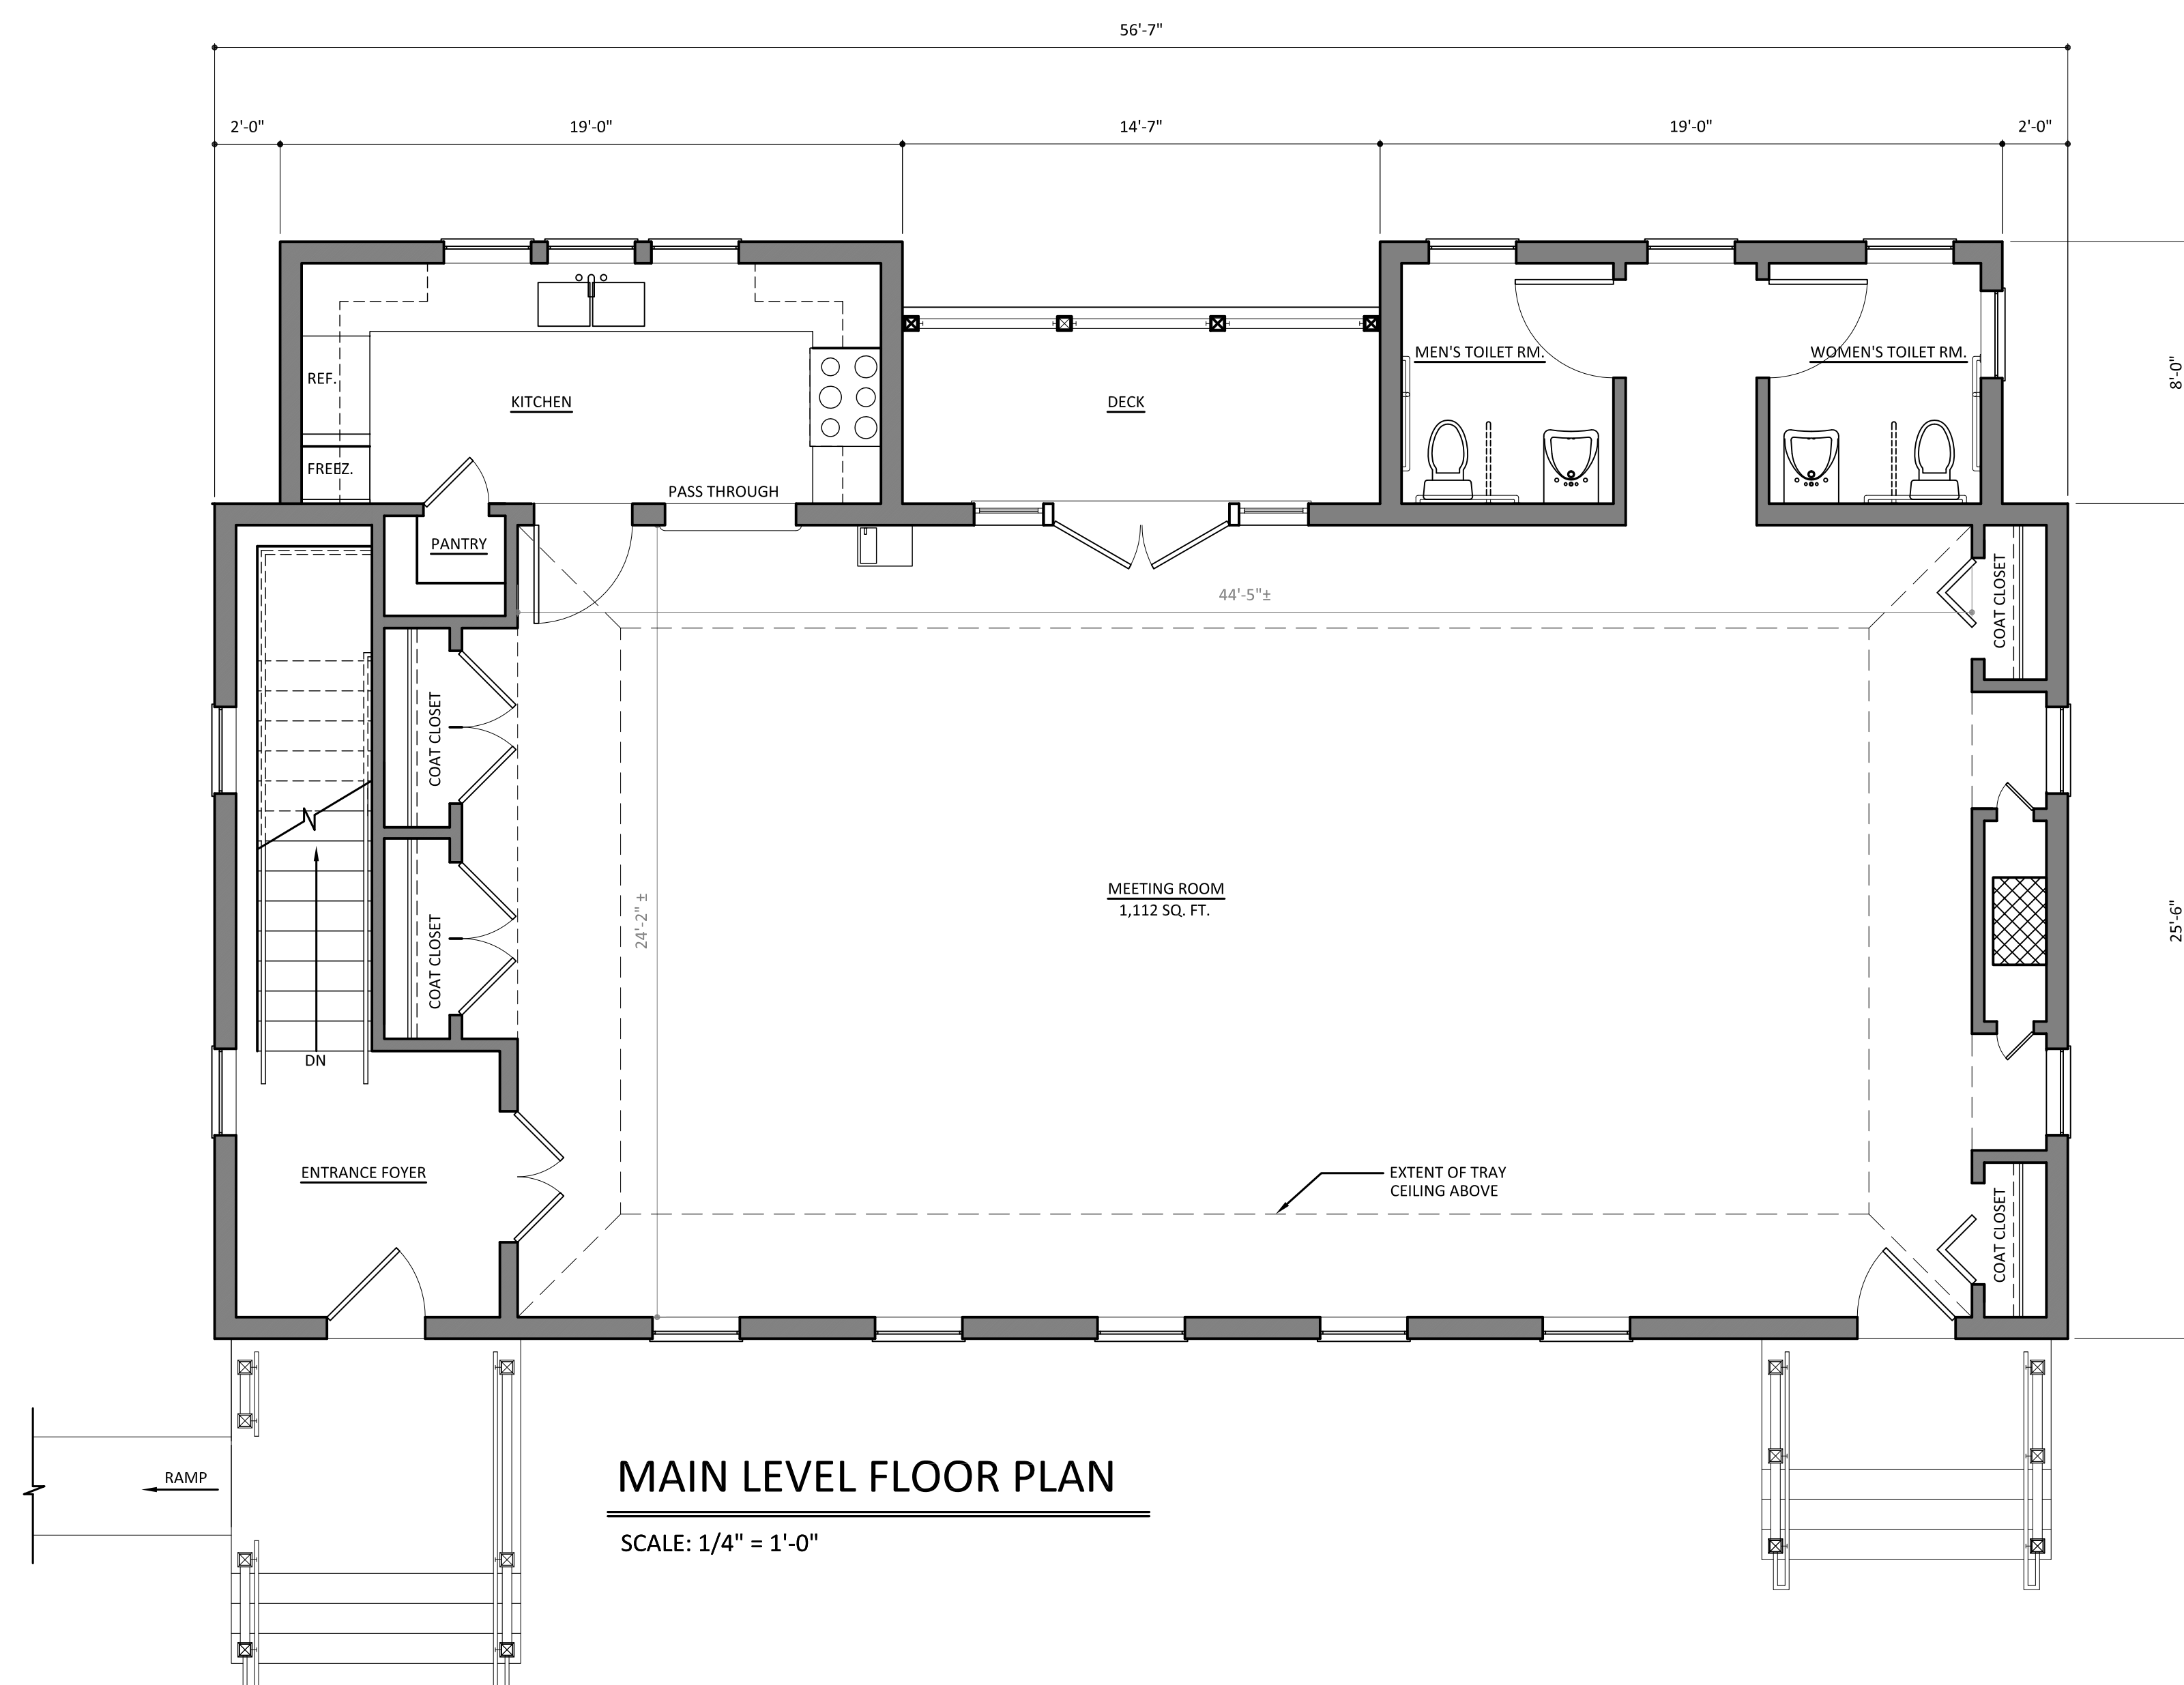 56'-7"
2'-0"
19'-0"
14'-7"
19'-0"
2'-0"
MEN'S TOILET RM.
WOMEN'S TOILET RM.
8'-0"
REF.
KITCHEN
DECK
FREEZ.
PASS THROUGH
PANTRY
44'-5"±
COAT CLOSET
COAT CLOSET
MEETING ROOM
1,112 SQ. FT.
24'-2" ±
25'-6"
COAT CLOSET
DN
ENTRANCE FOYER
EXTENT OF TRAY
CEILING ABOVE
COAT CLOSET
RAMP
MAIN LEVEL FLOOR PLAN
SCALE: 1/4" = 1'-0"